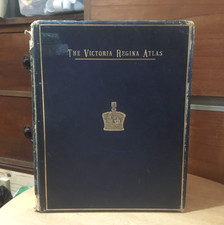 THE VICTORIA REGINA ATLAS